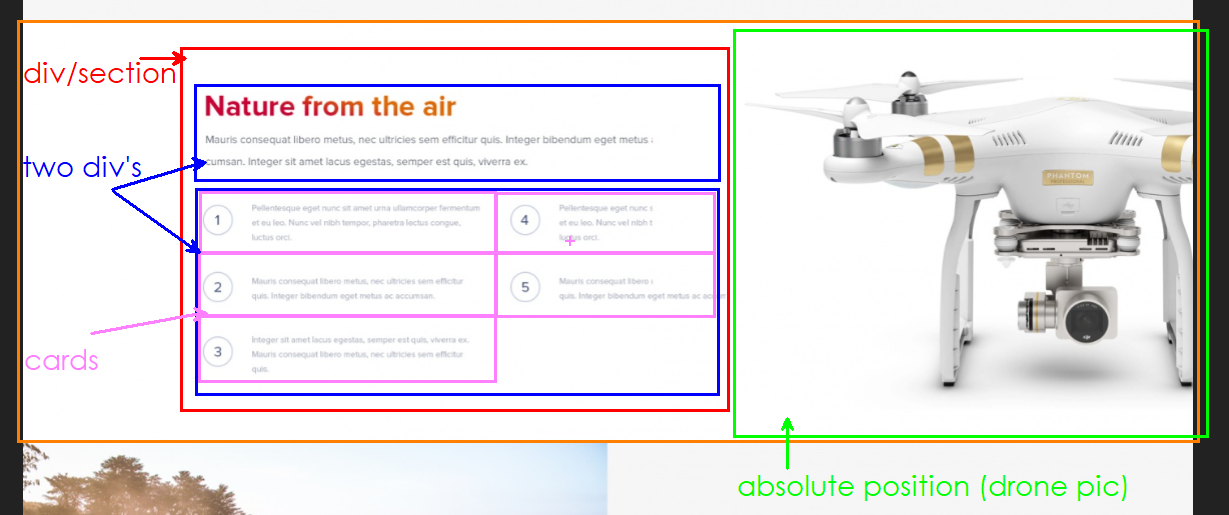 div/section
Nature from the air
Mauris consequat libero metus, nec ultricies sem efficitur quis. Integer bibendum eget metus
cumsan. Integer sit amet lacus egestas, semper est quis, viverra ex.
two div's
1
Pellentesque eget nunc sit amet urna ullamcorper fermentum
et eu leo. Nunc vel nibh tempor, pharetra lectus congue,
luctus orci.
4
Pellentesque eget nunc s
et eu leo. Nunc vel nibh t
luctus orci.
2
Mauris consequat libero metus, nec ultricies sem efficitur
quis. Integer bibendum eget metus ac accumsan.
5
Mauris consequat libero
quis. Integer bibendum eget metus ac accum
3
Integer sit amet lacus egestas, semper est quis, viverra ex.
Mauris consequat libero metus, nec ultricies sem efficitur
quis.
cards
PHANTOM
absolute position (drone pic)